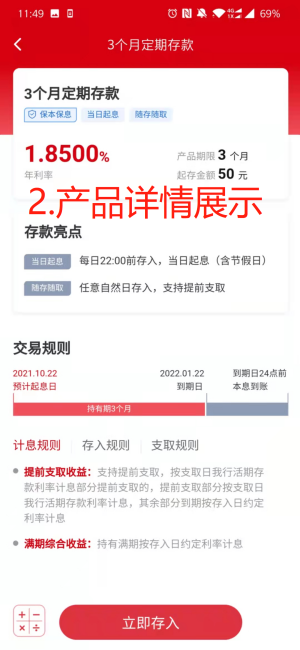 11:49
4G
1X
69%
3个月定期存款
3个月定期存款
保本保息 当日起息 随存随取
1.8500%
年利率
产品期限 3 个月
起存金额 50 元
2.产品详情展示
存款亮点
当日起息 每日22:00前存入，当日起息（含节假日）
随存随取 任意自然日存入，支持提前支取
交易规则
2021.10.22 2022.01.22 到期日24点前
预计起息日 到期日 本息到账
持有期3个月
计息规则 存入规则 支取规则
提前支取收益：支持提前支取，按支取日我行活期存
款利率计息部分提前支取的，提前支取部分按支取日
我行活期存款利率计息，其余部分到期按存入日约定
利率计息
满期综合收益：持有满期按存入日约定利率计息
立即存入